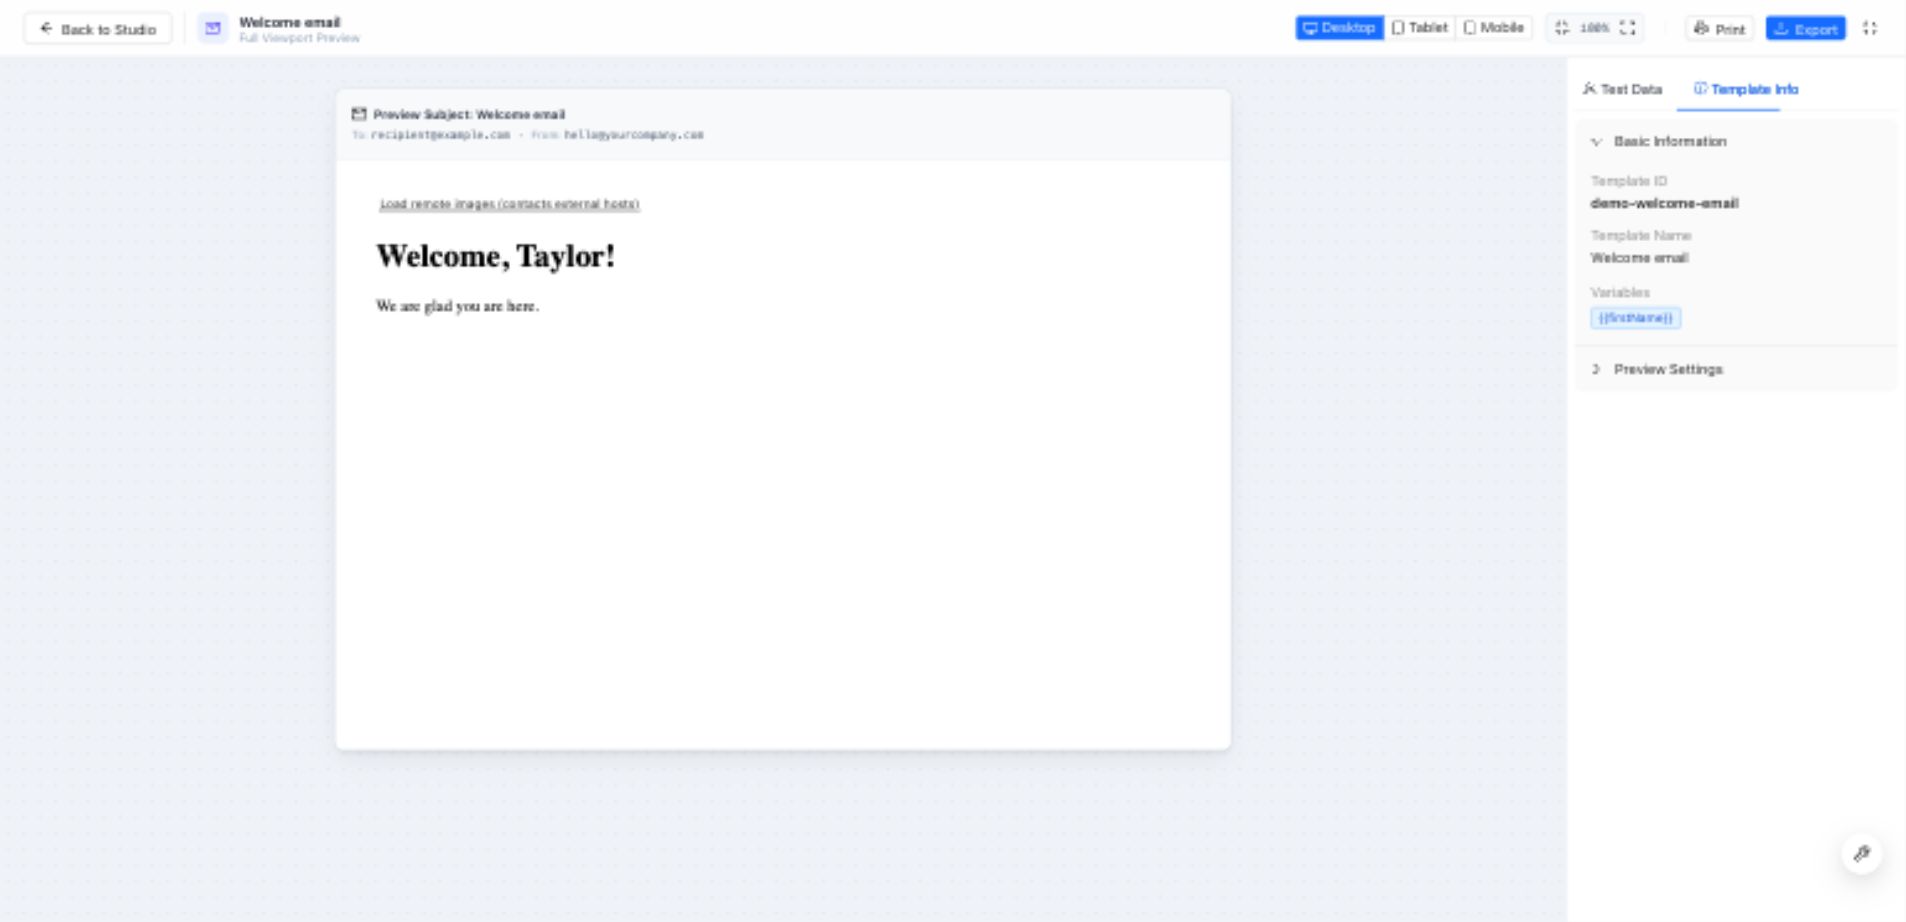 Back to Studio
Welcome email
Full Viewport Preview
Desktop
Tablet
Mobile
100%
Print
Export
Preview Subject: Welcome email
To: recipient@example.com · From: hello@yourcompany.com
Load remote images (contacts external hosts)
Welcome, Taylor!
We are glad you are here.
Test Data
Template Info
Basic Information
Template ID
demo-welcome-email
Template Name
Welcome email
Variables
{{firstName}}
Preview Settings